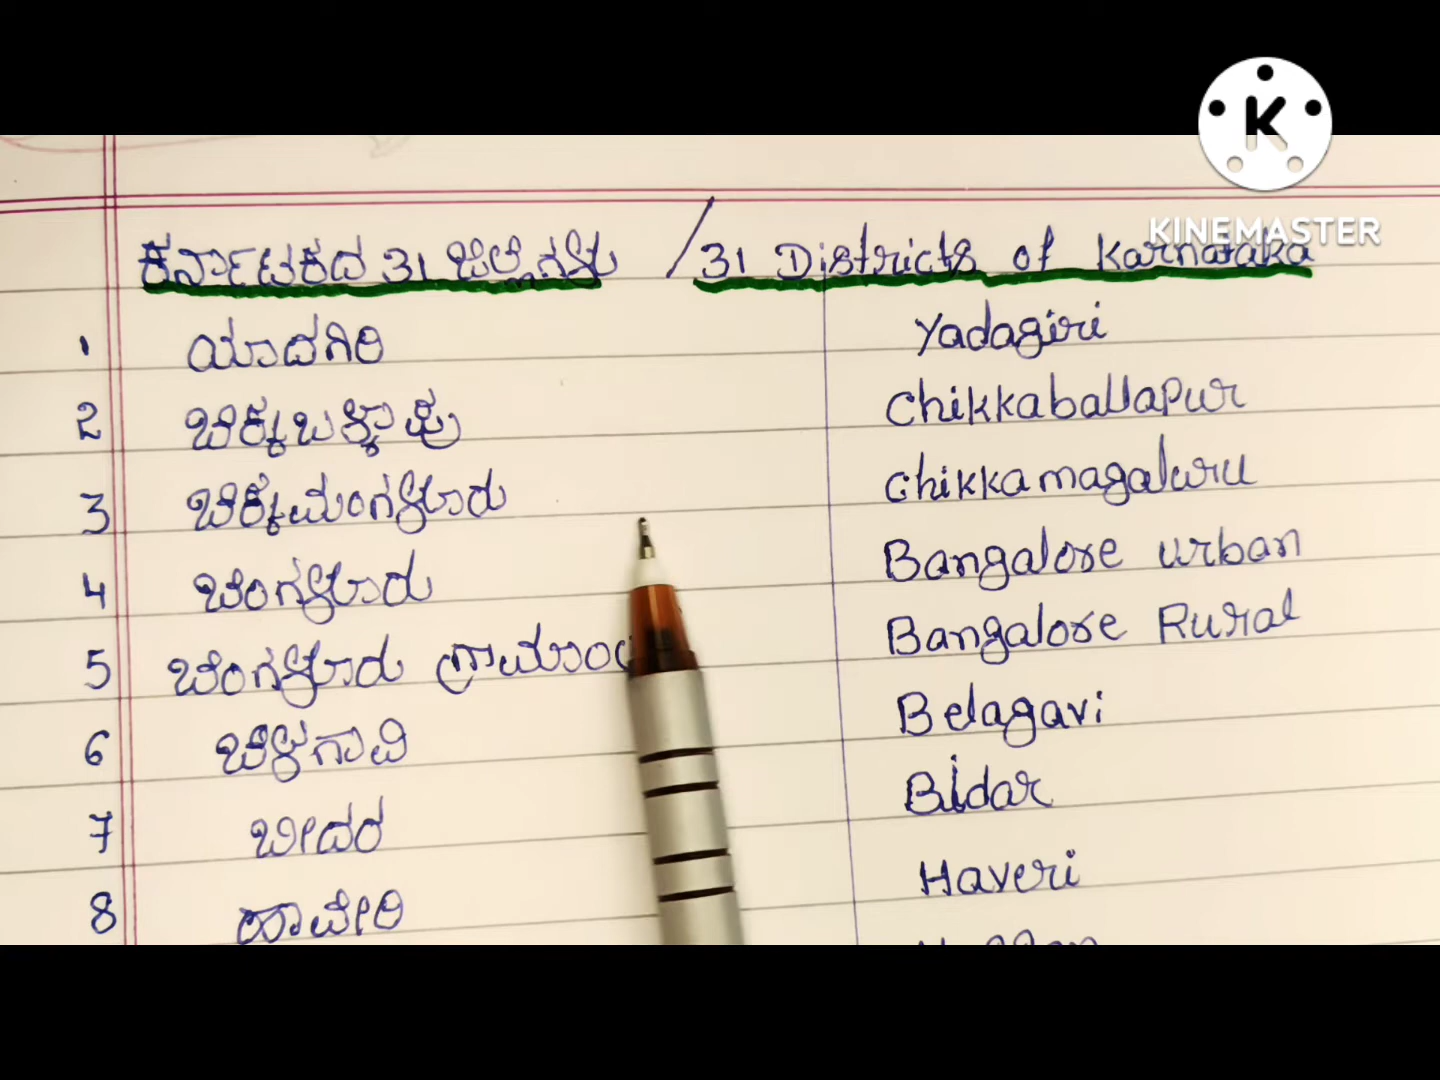 KINEMASTER
ಕರ್ನಾಟಕದ 31 ಜಿಲ್ಲೆಗಳು / 31 Districts of Karnataka
1 ಯಾದಗಿರಿ Yadagiri
2 ಚಿಕ್ಕಬಳ್ಳಾಪುರ Chikkaballapur
3 ಚಿಕ್ಕಮಂಗಳೂರು Chikkamagaluru
4 ಬೆಂಗಳೂರು Bangalore urban
5 ಬೆಂಗಳೂರು Bangalore Rural
6 ಬೆಳಗಾವಿ Belagavi
7 ಬೀದರ Bidar
8 ಹಾವೇರಿ Haveri